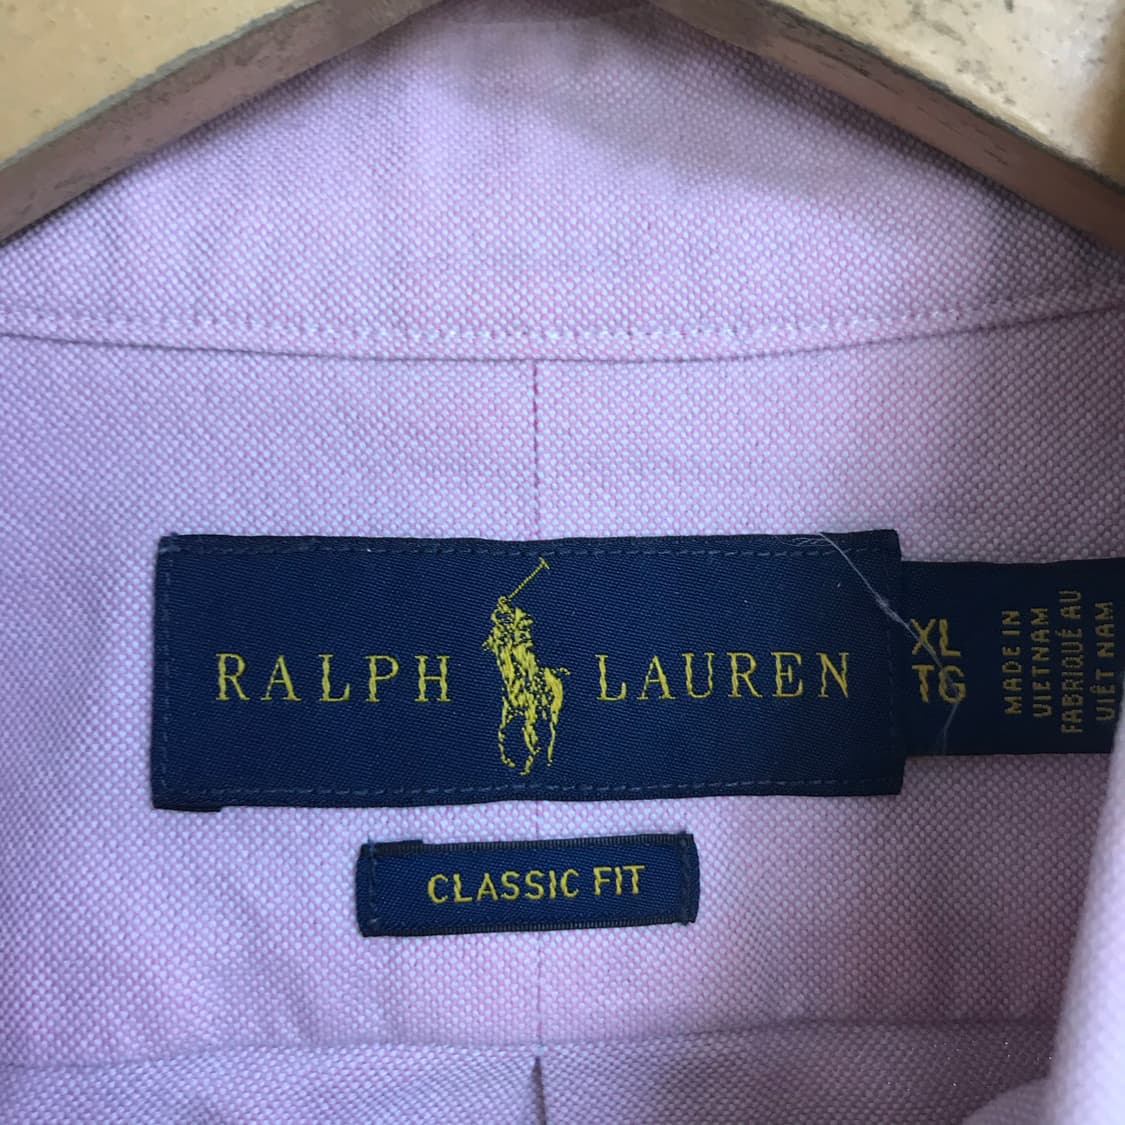 RALPH LAUREN
CLASSIC FIT
XL
TG
MADE IN
VIETNAM
FABRIQUÉ AU
VIÊT NAM